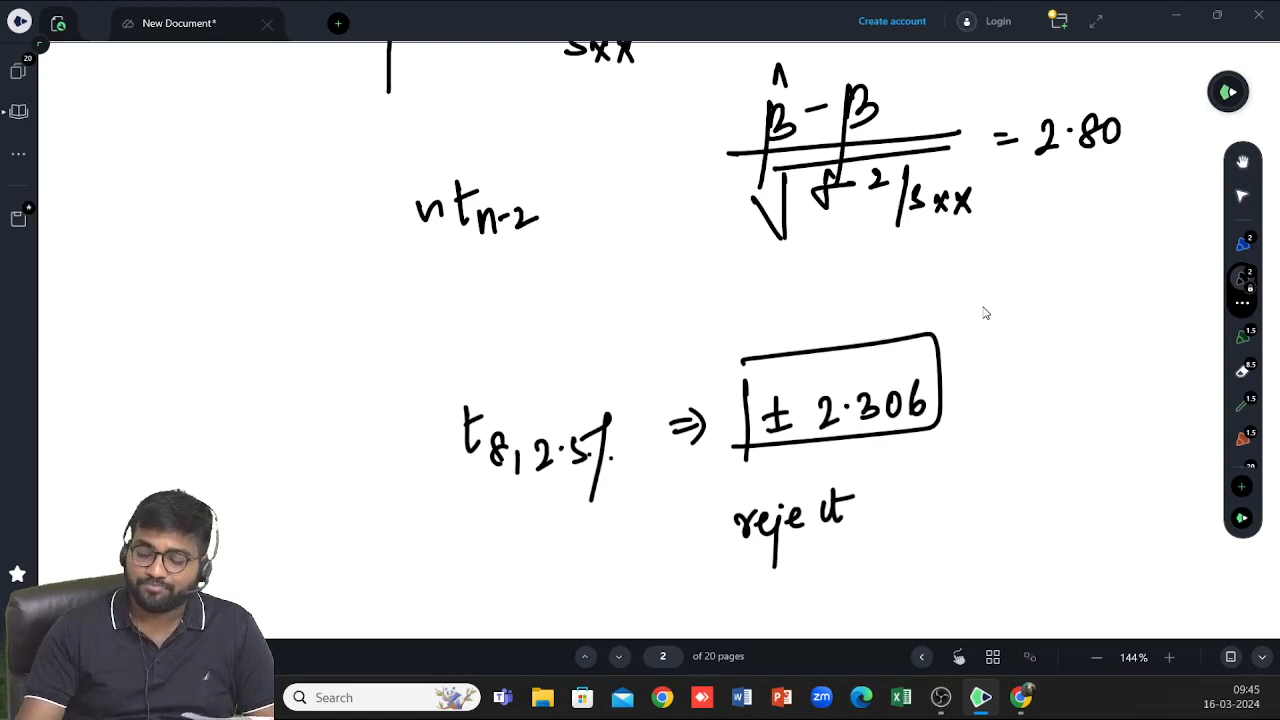 New Document*
Create account
Login
20
sxx
β̂ - β
√σ̂²/sxx = 2.80
~ t n-2
t 8, 2.5% ⇒ ± 2.306
reject
2 of 20 pages
144%
Search
09:45
16-03-2024